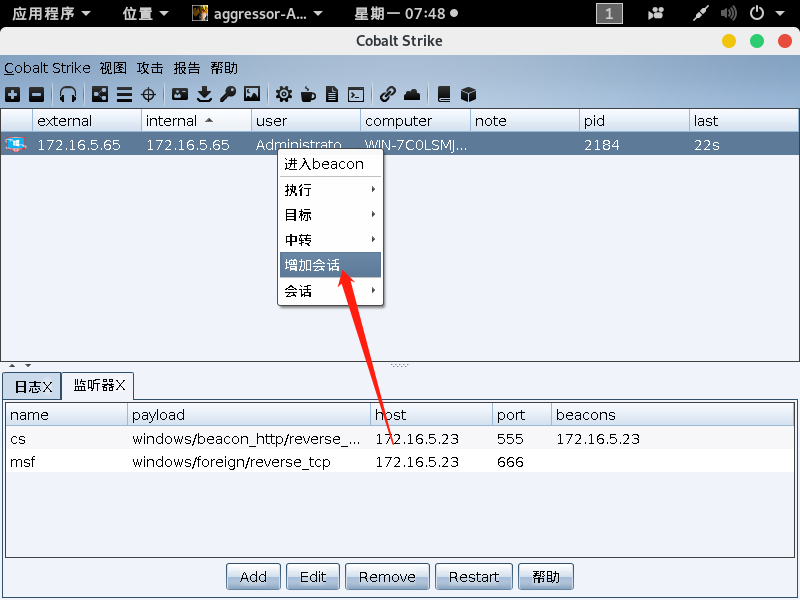 应用程序 位置 aggressor-A... 星期一 07:48 1
Cobalt Strike
Cobalt Strike 视图 攻击 报告 帮助
external internal user computer note pid last
172.16.5.65 172.16.5.65 Administrato... WIN-7C0LSMJ... 2184 22s
进入beacon
执行
目标
中转
增加会话
会话
日志X 监听器X
name payload host port beacons
cs windows/beacon_http/reverse_... 172.16.5.23 555 172.16.5.23
msf windows/foreign/reverse_tcp 172.16.5.23 666
Add Edit Remove Restart 帮助